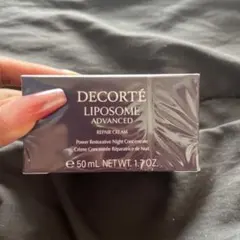 DECORTÉ
LIPOSOME
ADVANCED
REPAIR CREAM
Power Restorative Night Concentrate
Crème Concentrée Réparatrice de Nuit
℮ 50 mL NET WT. 1.7 OZ.